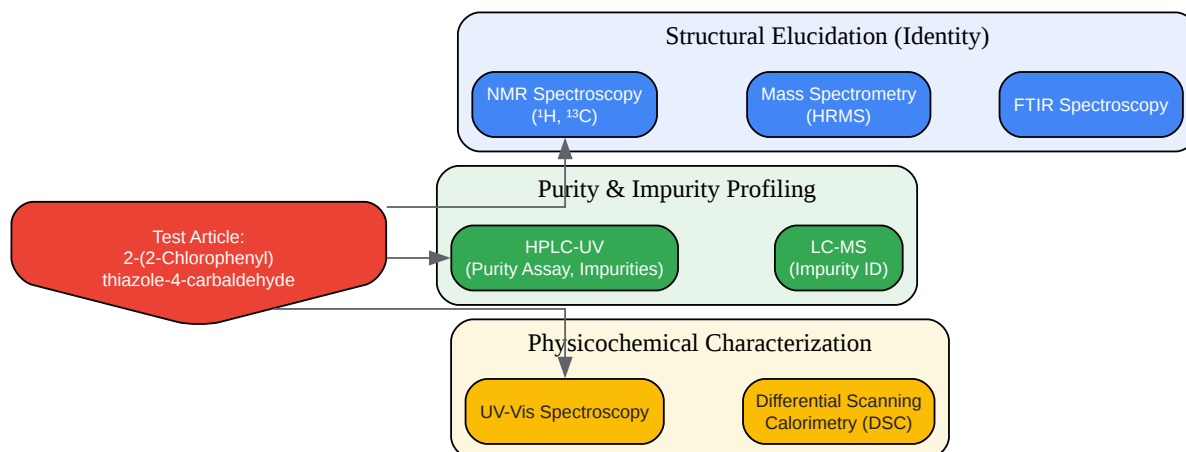 Structural Elucidation (Identity)
NMR Spectroscopy
(¹H, ¹³C)
Mass Spectrometry
(HRMS)
FTIR Spectroscopy
Purity & Impurity Profiling
Test Article:
2-(2-Chlorophenyl)
thiazole-4-carbaldehyde
HPLC-UV
(Purity Assay, Impurities)
LC-MS
(Impurity ID)
Physicochemical Characterization
UV-Vis Spectroscopy
Differential Scanning
Calorimetry (DSC)